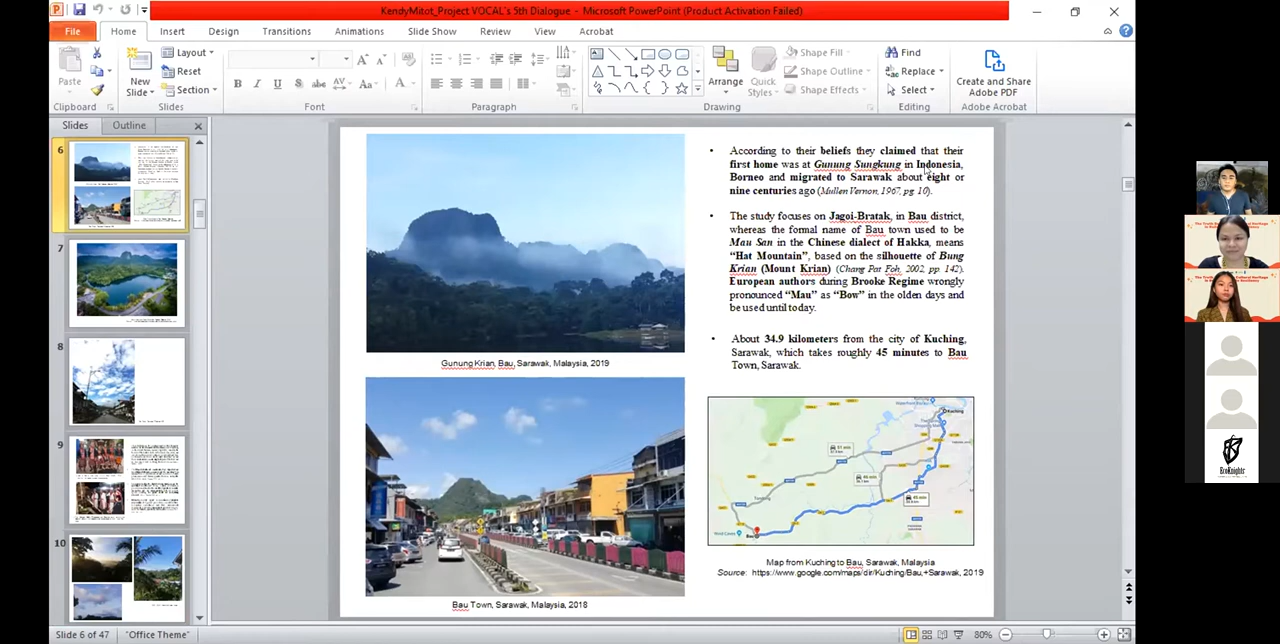 KendyMitot_Project VOCAL's 5th Dialogue - Microsoft PowerPoint (Product Activation Failed)
File Home Insert Design Transitions Animations Slide Show Review View Acrobat
Paste
New
Slide
Layout
Reset
Section
Arrange
Quick
Styles
Shape Fill
Shape Outline
Shape Effects
Find
Replace
Select
Create and Share
Adobe PDF
Clipboard Slides Font Paragraph Drawing Editing Adobe Acrobat
Slides Outline
6
7
8
9
10
• According to their beliefs they claimed that their
first home was at Gunung Sungkung in Indonesia,
Borneo and migrated to Sarawak about eight or
nine centuries ago (Mullen Vernon, 1967, pg. 10).
• The study focuses on Jagoi-Bratak, in Bau district,
whereas the formal name of Bau town used to be
Mau San in the Chinese dialect of Hakka, means
“Hat Mountain”, based on the silhouette of Bung
Krian (Mount Krian) (Chang Pat Foh, 2002, pp. 142).
European authors during Brooke Regime wrongly
pronounced “Mau” as “Bow” in the olden days and
be used until today.
• About 34.9 kilometers from the city of Kuching,
Sarawak, which takes roughly 45 minutes to Bau
Town, Sarawak.
Gunung Krian, Bau, Sarawak, Malaysia, 2019
Bau Town, Sarawak, Malaysia, 2018
Kuching
51 min
45 min
Bau
Map from Kuching to Bau, Sarawak, Malaysia
Source: https://www.google.com/maps/dir/Kuching/Bau,+Sarawak, 2019
EcoKnights
Slide 6 of 47
"Office Theme"
80%